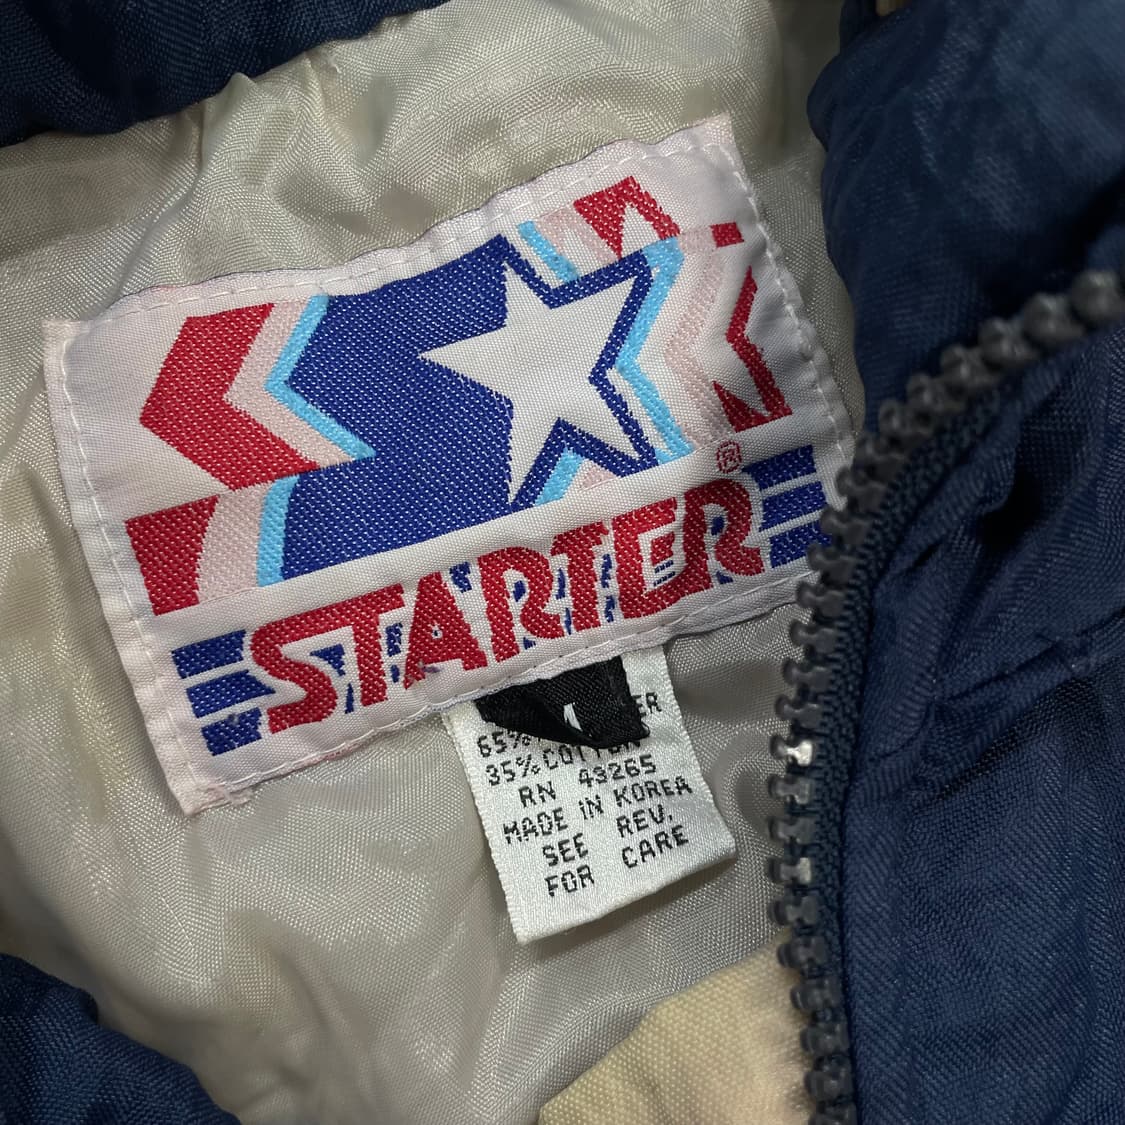 STARTER®
65%
35% COTTON
RN 43265
MADE IN KOREA
SEE REV.
FOR CARE